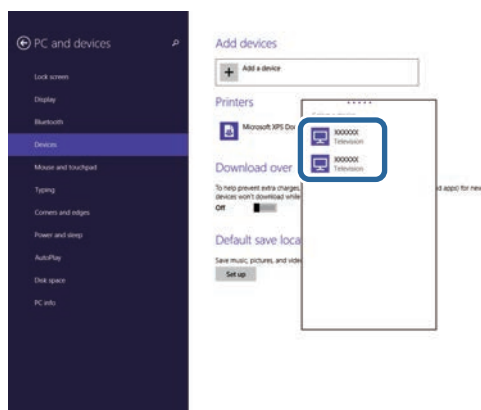 PC and devices
Lock screen
Display
Bluetooth
Devices
Mouse and touchpad
Typing
Corners and edges
Power and sleep
AutoPlay
Disk space
PC info
Add devices
Add a device
Printers
Microsoft XPS Doc
XXXXXX
Television
XXXXXX
Television
Download over
To help prevent extra charges,
d apps) for new
devices won't download while
Off
Default save loca
Save music, pictures, and video
Set up